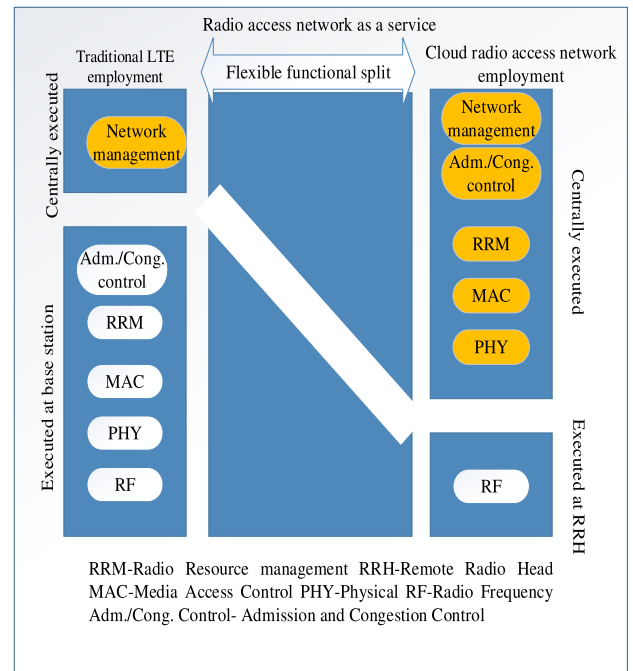 Radio access network as a service
Traditional LTE
employment
Flexible functional split
Cloud radio access network
employment
Centrally executed
Network
management
Executed at base station
Adm./Cong.
control
RRM
MAC
PHY
RF
Network
management
Adm./Cong.
control
RRM
MAC
PHY
Centrally executed
RF
Executed at RRH
RRM-Radio Resource management RRH-Remote Radio Head
MAC-Media Access Control PHY-Physical RF-Radio Frequency
Adm./Cong. Control- Admission and Congestion Control